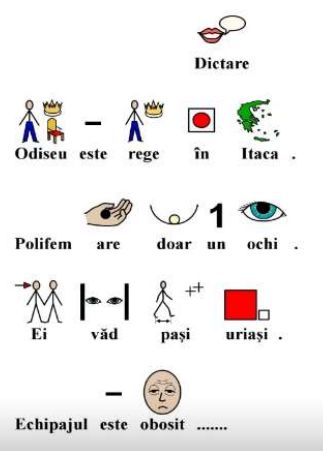 Dictare
Odiseu este rege în Itaca .
Polifem are doar un ochi .
Ei văd pași uriași .
Echipajul este obosit .......